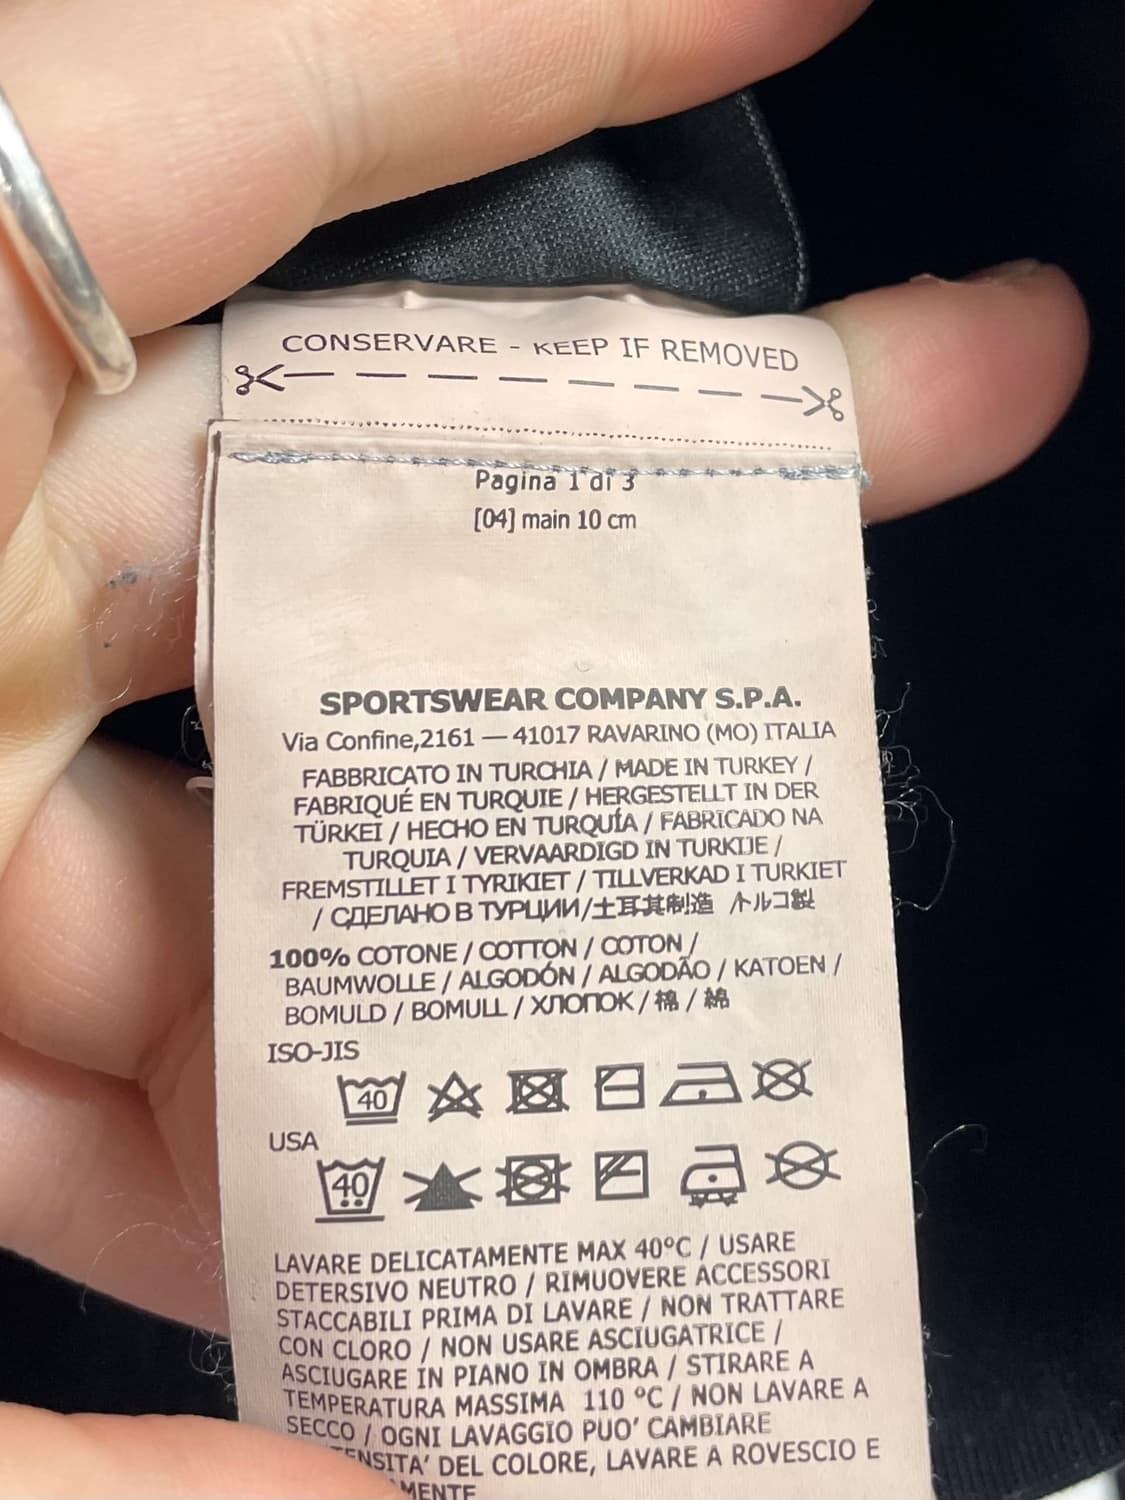 CONSERVARE - KEEP IF REMOVED
Pagina 1 di 3
[04] main 10 cm
SPORTSWEAR COMPANY S.P.A.
Via Confine,2161 — 41017 RAVARINO (MO) ITALIA
FABBRICATO IN TURCHIA / MADE IN TURKEY /
FABRIQUÉ EN TURQUIE / HERGESTELLT IN DER
TÜRKEI / HECHO EN TURQUÍA / FABRICADO NA
TURQUIA / VERVAARDIGD IN TURKIJE /
FREMSTILLET I TYRIKIET / TILLVERKAD I TURKIET
/ СДЕЛАНО В ТУРЦИИ/土耳其制造 トルコ製
100% COTONE / COTTON / COTON /
BAUMWOLLE / ALGODÓN / ALGODÃO / KATOEN /
BOMULD / BOMULL / ХЛОПОК / 棉 / 綿
ISO-JIS
40
USA
40
LAVARE DELICATAMENTE MAX 40°C / USARE
DETERSIVO NEUTRO / RIMUOVERE ACCESSORI
STACCABILI PRIMA DI LAVARE / NON TRATTARE
CON CLORO / NON USARE ASCIUGATRICE /
ASCIUGARE IN PIANO IN OMBRA / STIRARE A
TEMPERATURA MASSIMA 110 °C / NON LAVARE A
SECCO / OGNI LAVAGGIO PUO' CAMBIARE
DEL COLORE, LAVARE A ROVESCIO E